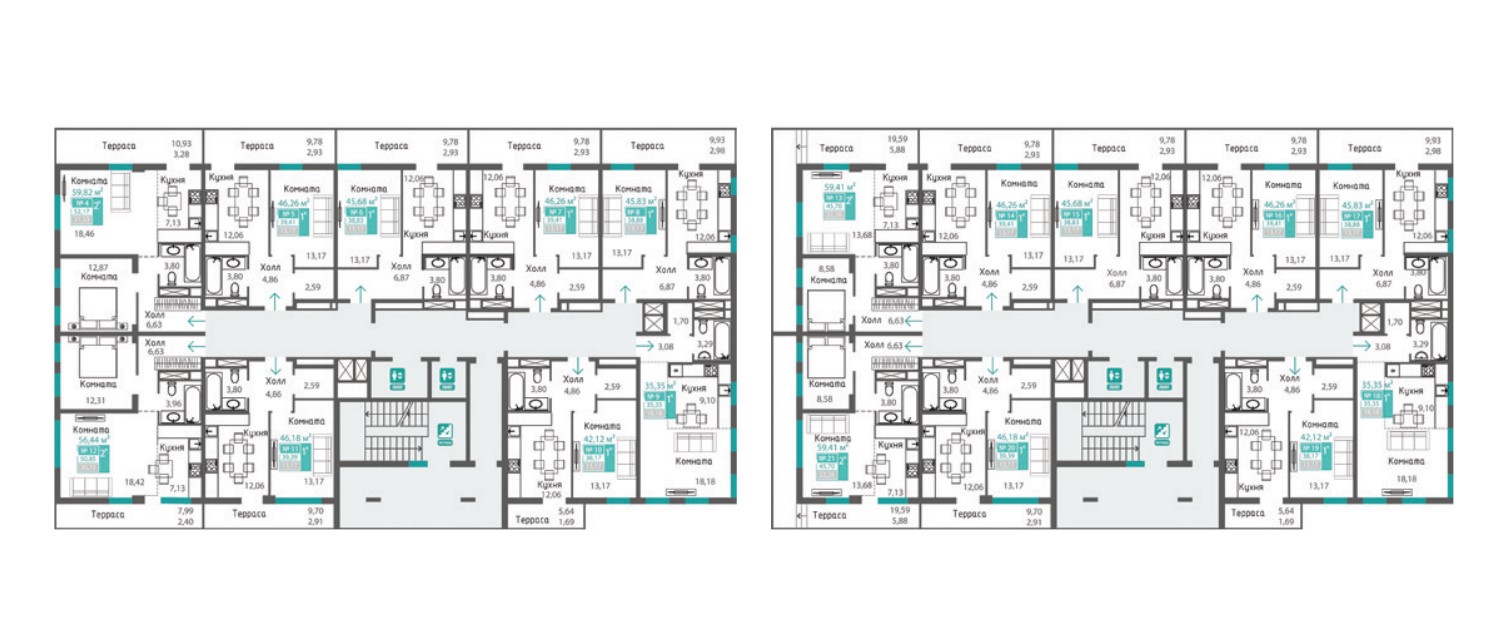 Терраса 10,93
3,28
Терраса 9,78
2,93
Терраса 9,78
2,93
Терраса 9,78
2,93
Терраса 9,93
2,98
Комната
59,82 м²
№ 4 2к
52,17
18,46
Кухня
7,13
Кухня
12,06
Комната
46,26 м²
№ 5 1к
39,41
13,17
Комната
45,68 м²
№ 6 1к
38,83
13,17
12,06
Кухня
12,06
Кухня
Комната
46,26 м²
№ 7 1к
39,41
13,17
Комната
45,83 м²
№ 8 1к
38,88
13,17
Кухня
12,06
12,87
Комната
3,80
Холл
6,63
3,80
Холл
4,86
2,59
Холл
6,87
3,80
3,80
Холл
4,86
2,59
Холл
6,87
3,80
1,70
3,29
3,08
Холл
6,63
Комната
12,31
3,96
3,80
Холл
4,86
2,59
3,80
Холл
4,86
2,59
35,35 м²
№ 9 1к
35,35
Кухня
9,10
Комната
18,18
56,44 м²
Комната
№ 12 2к
50,85
18,42
Кухня
7,13
Кухня
12,06
Комната
46,18 м²
№ 11 1к
39,39
13,17
Кухня
12,06
Комната
42,12 м²
№ 10 1к
38,17
13,17
Терраса 7,99
2,40
Терраса 9,70
2,91
Терраса 5,64
1,69
Терраса 19,59
5,88
Терраса 9,78
2,93
Терраса 9,78
2,93
Терраса 9,78
2,93
Терраса 9,93
2,98
59,41 м²
№ 13 2к
45,70
13,68
Кухня
7,13
Кухня
12,06
Комната
46,26 м²
№ 14 1к
39,41
13,17
Комната
45,68 м²
№ 15 1к
38,83
13,17
12,06
Кухня
12,06
Кухня
Комната
46,26 м²
№ 16 1к
39,41
13,17
Комната
45,83 м²
№ 17 1к
38,88
13,17
Кухня
12,06
8,58
Комната
3,80
Холл 6,63
3,80
Холл
4,86
2,59
Холл
6,87
3,80
3,80
Холл
4,86
2,59
Холл
6,87
3,80
1,70
3,29
3,08
Холл 6,63
Комната
8,58
3,80
3,80
Холл
4,86
2,59
3,80
Холл
4,86
2,59
35,35 м²
№ 18 1к
35,35
Кухня
9,10
Комната
18,18
Комната
59,41 м²
№ 21 2к
45,70
13,68
Кухня
7,13
Кухня
12,06
Комната
46,18 м²
№ 20 1к
39,39
13,17
12,06
Кухня
Комната
42,12 м²
№ 19 1к
38,17
13,17
Терраса 19,59
5,88
Терраса 9,70
2,91
Терраса 5,64
1,69